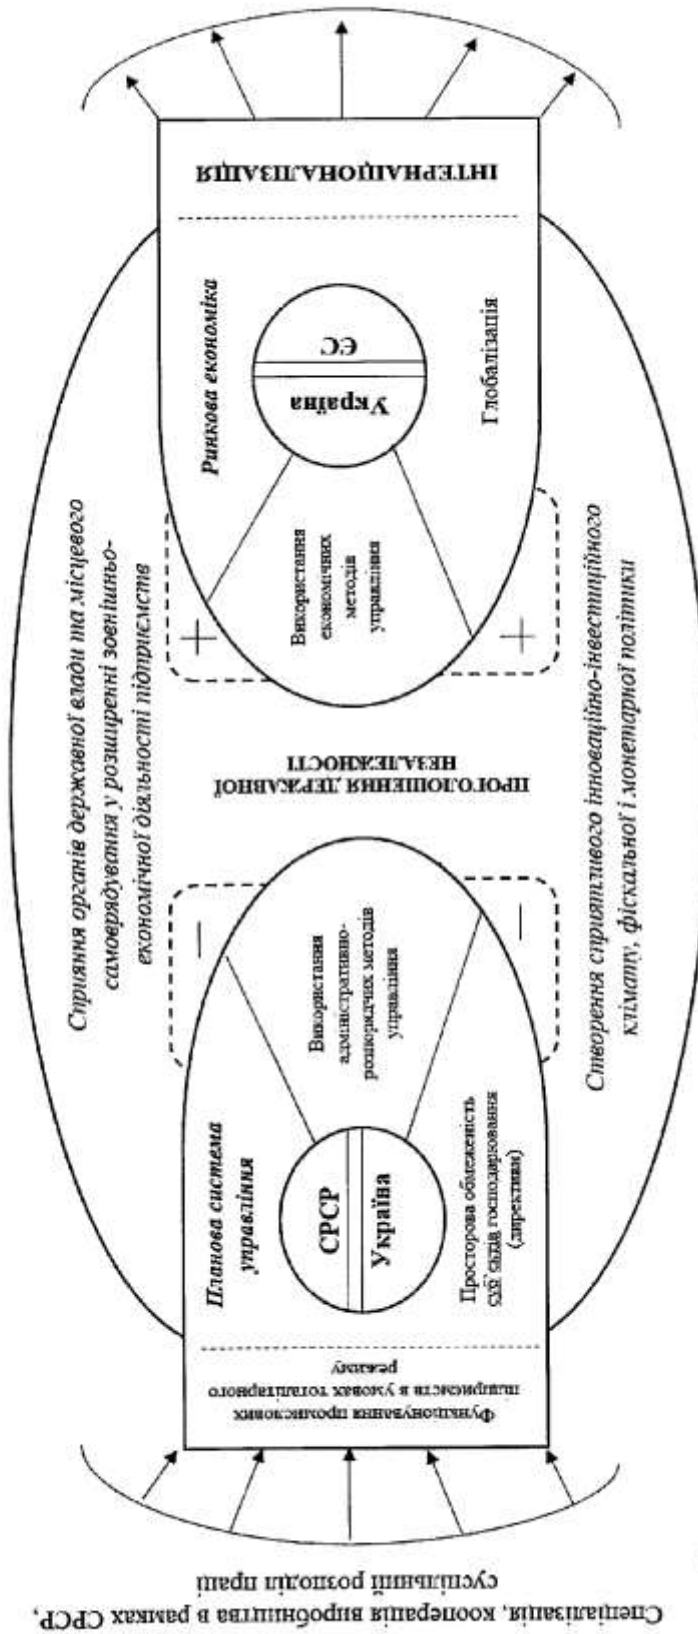 Спеціалізація, кооперація виробництва в рамках СРСР,
суспільний розподіл праці
Функціонування промислових
підприємств в умовах тоталітарного
режиму
Планова система
управління
СРСР
Україна
Просторова обмеженість
суб'єктів господарювання
(директиви)
Використання
адміністративно-
розпорядчих методів
управління
–
–
Сприяння органів державної влади та місцевого
самоврядування у розширенні зовнішньо-
економічної діяльності підприємств
ПРОГОЛОШЕННЯ ДЕРЖАВНОЇ
НЕЗАЛЕЖНОСТІ
Створення сприятливого інноваційно-інвестиційного
клімату, фіскальної і монетарної політики
+
+
Використання
економічних
методів
управління
Ринкова економіка
Україна
ЄС
Глобалізація
ІНТЕРНАЦІОНАЛІЗАЦІЯ